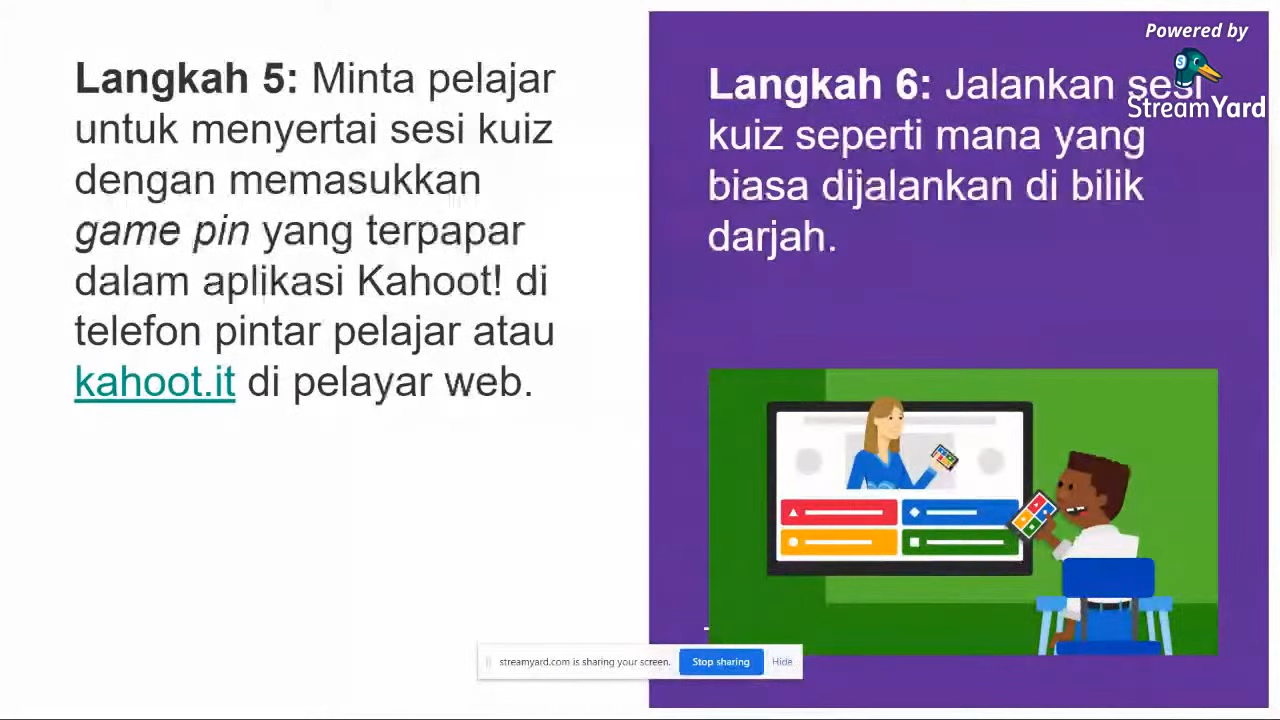 Langkah 5: Minta pelajar
untuk menyertai sesi kuiz
dengan memasukkan
game pin yang terpapar
dalam aplikasi Kahoot! di
telefon pintar pelajar atau
kahoot.it di pelayar web.
Powered by
StreamYard
Langkah 6: Jalankan sesi
kuiz seperti mana yang
biasa dijalankan di bilik
darjah.
streamyard.com is sharing your screen. Stop sharing Hide